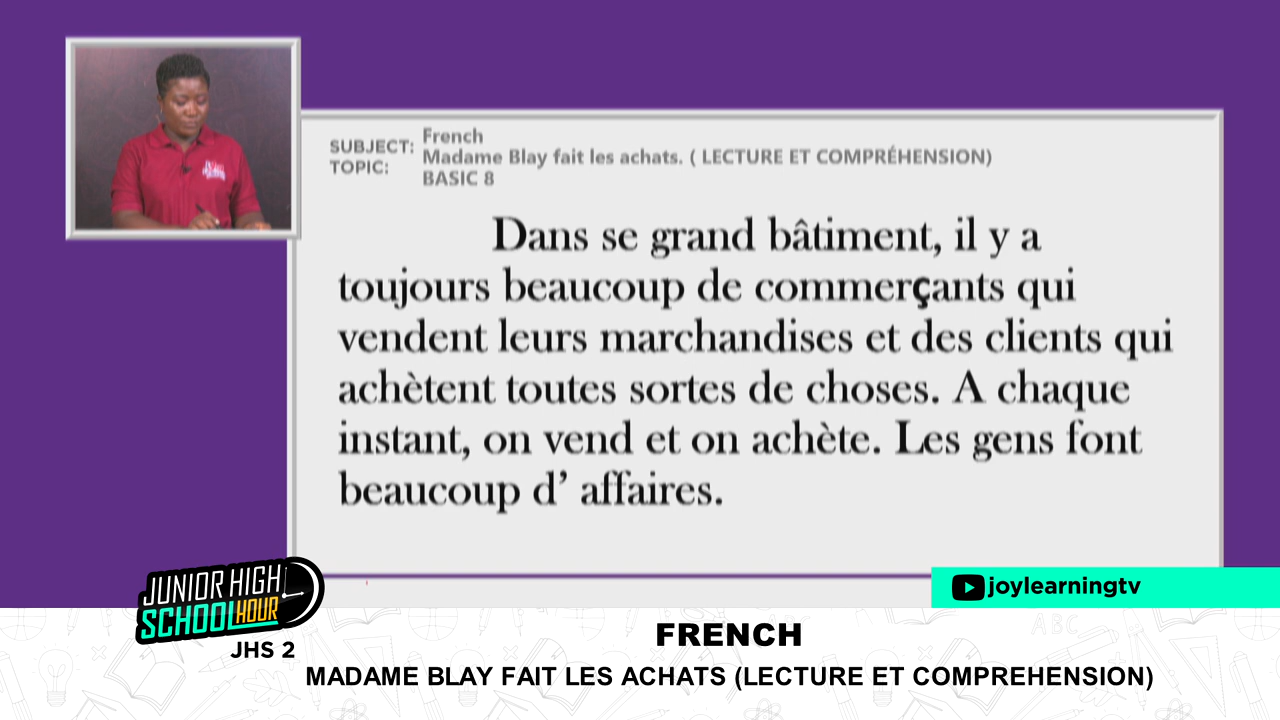 SUBJECT: French
TOPIC: Madame Blay fait les achats. ( LECTURE ET COMPRÉHENSION)
BASIC 8
Dans se grand bâtiment, il y a
toujours beaucoup de commerçants qui
vendent leurs marchandises et des clients qui
achètent toutes sortes de choses. A chaque
instant, on vend et on achète. Les gens font
beaucoup d’ affaires.
joylearningtv
JUNIOR HIGH
SCHOOL HOUR
JHS 2
FRENCH
MADAME BLAY FAIT LES ACHATS (LECTURE ET COMPREHENSION)
ABC